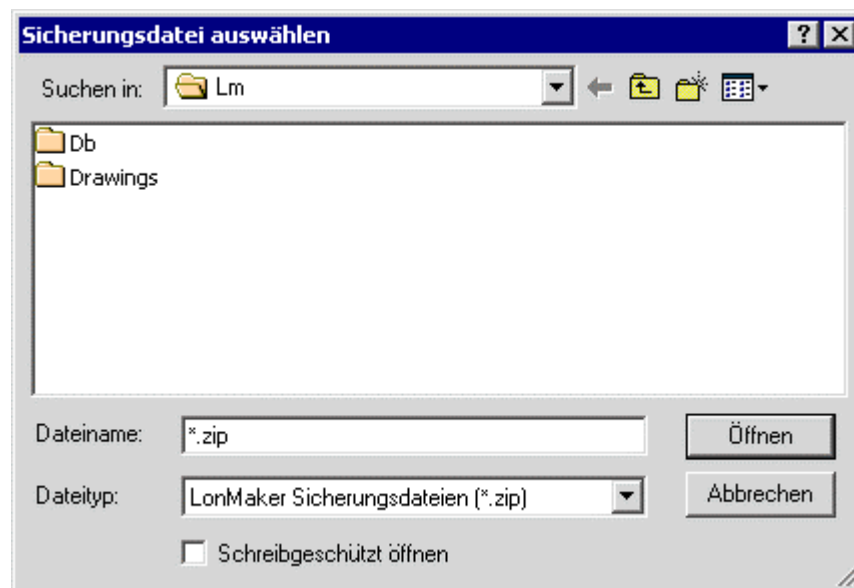 Sicherungsdatei auswählen
Suchen in: Lm
Db
Drawings
Dateiname: *.zip Öffnen
Dateityp: LonMaker Sicherungsdateien (*.zip) Abbrechen
Schreibgeschützt öffnen